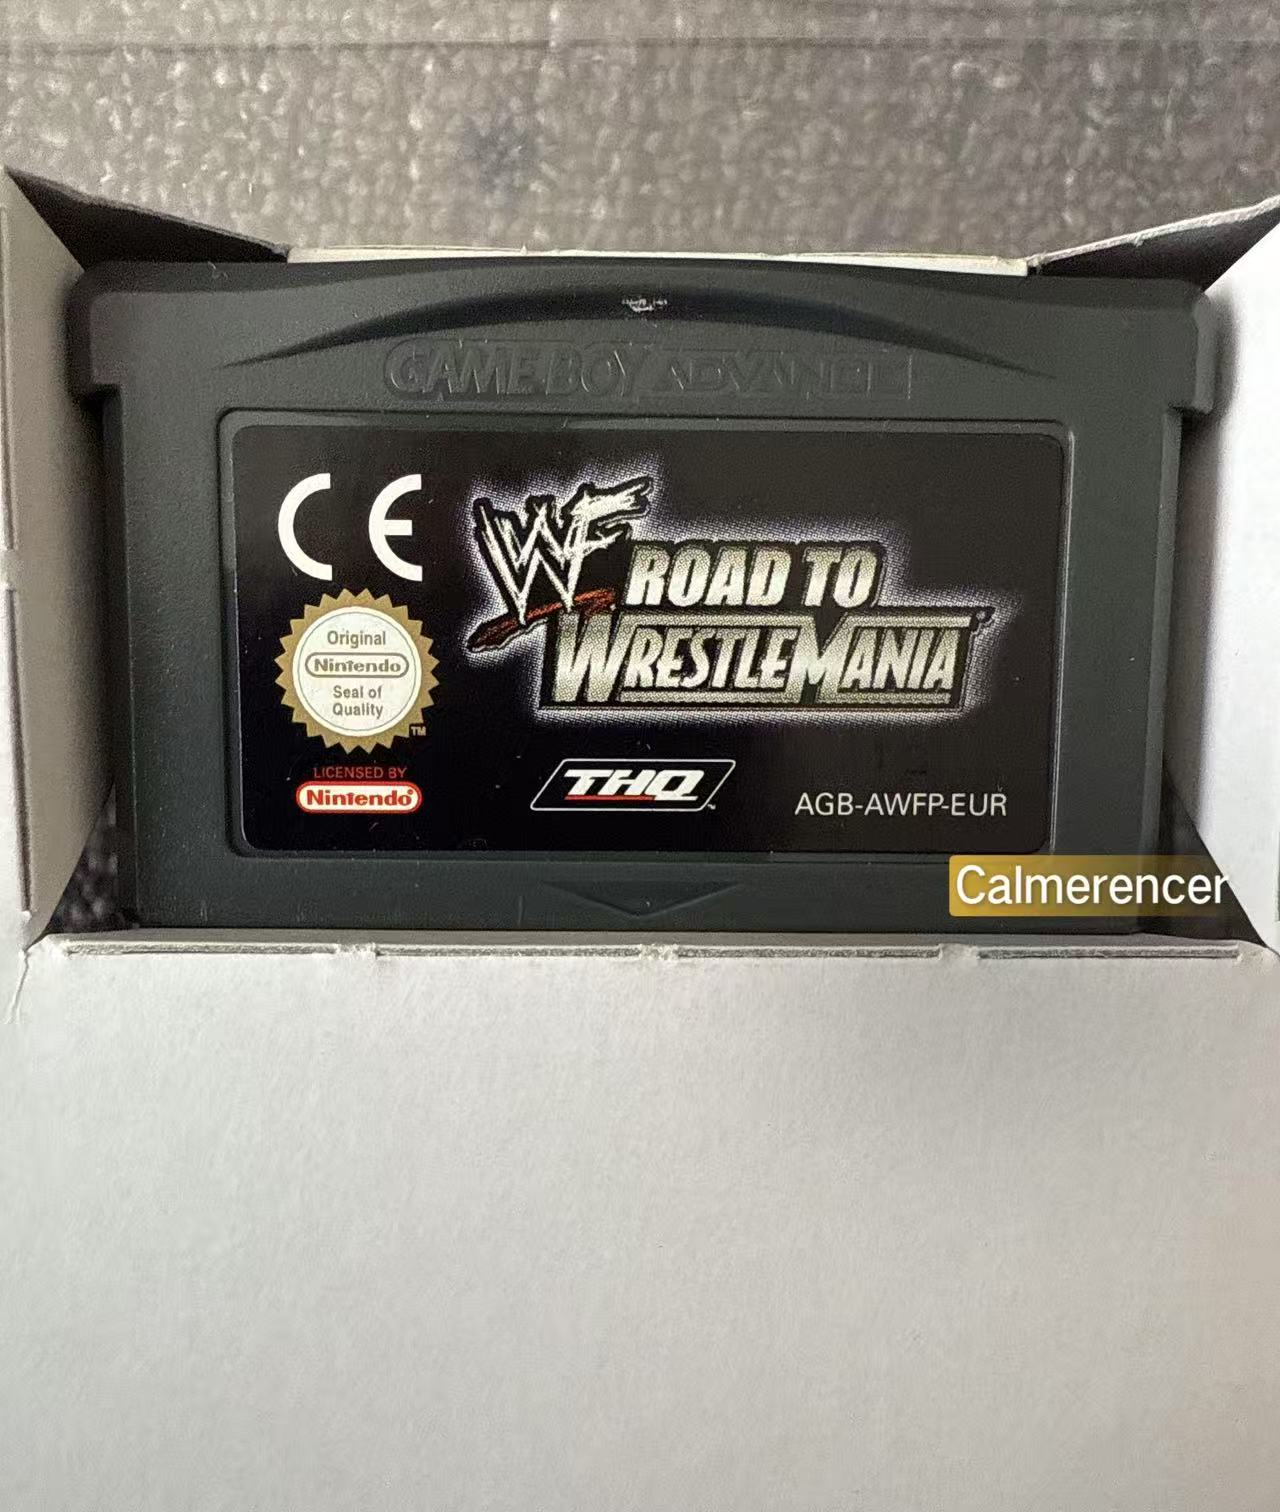 GAME BOY ADVANCE
CE
WF ROAD TO
WRESTLEMANIA
Original
Nintendo
Seal of
Quality
TM
LICENSED BY
Nintendo
THQ
AGB-AWFP-EUR
Calmerencer